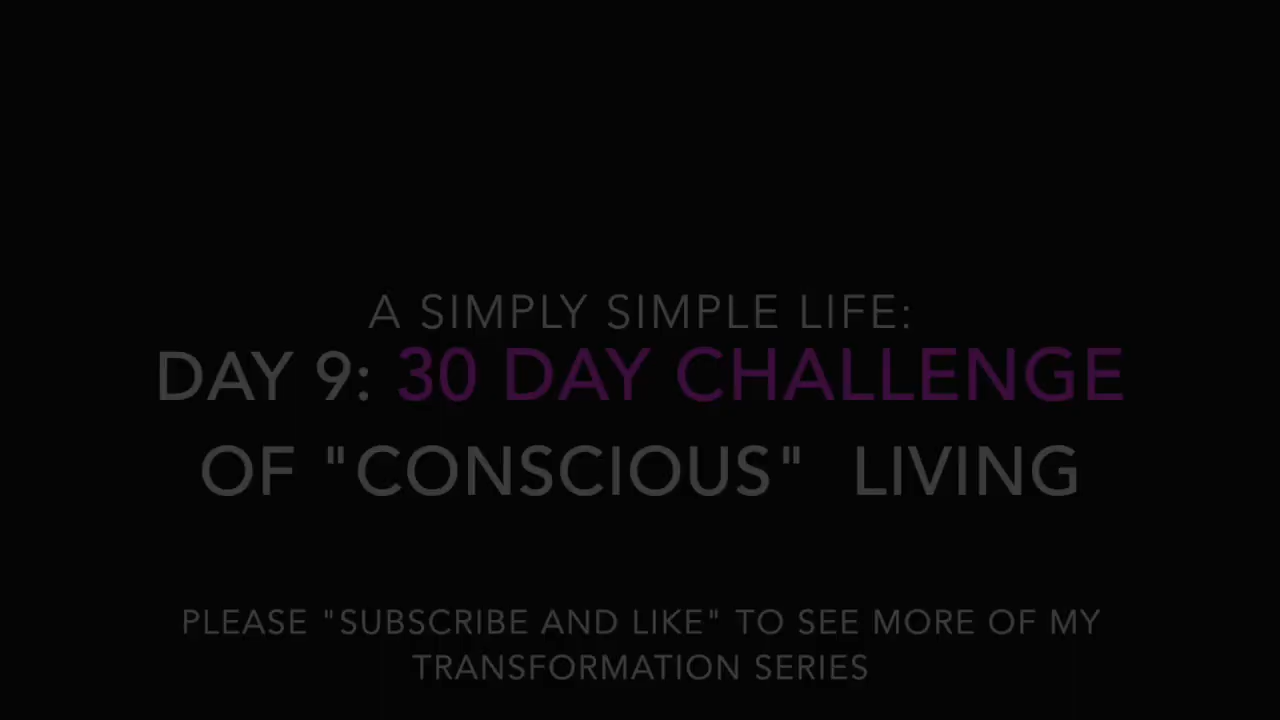 A SIMPLY SIMPLE LIFE:
DAY 9: 30 DAY CHALLENGE
OF "CONSCIOUS"  LIVING
PLEASE "SUBSCRIBE AND LIKE" TO SEE MORE OF MY
TRANSFORMATION SERIES